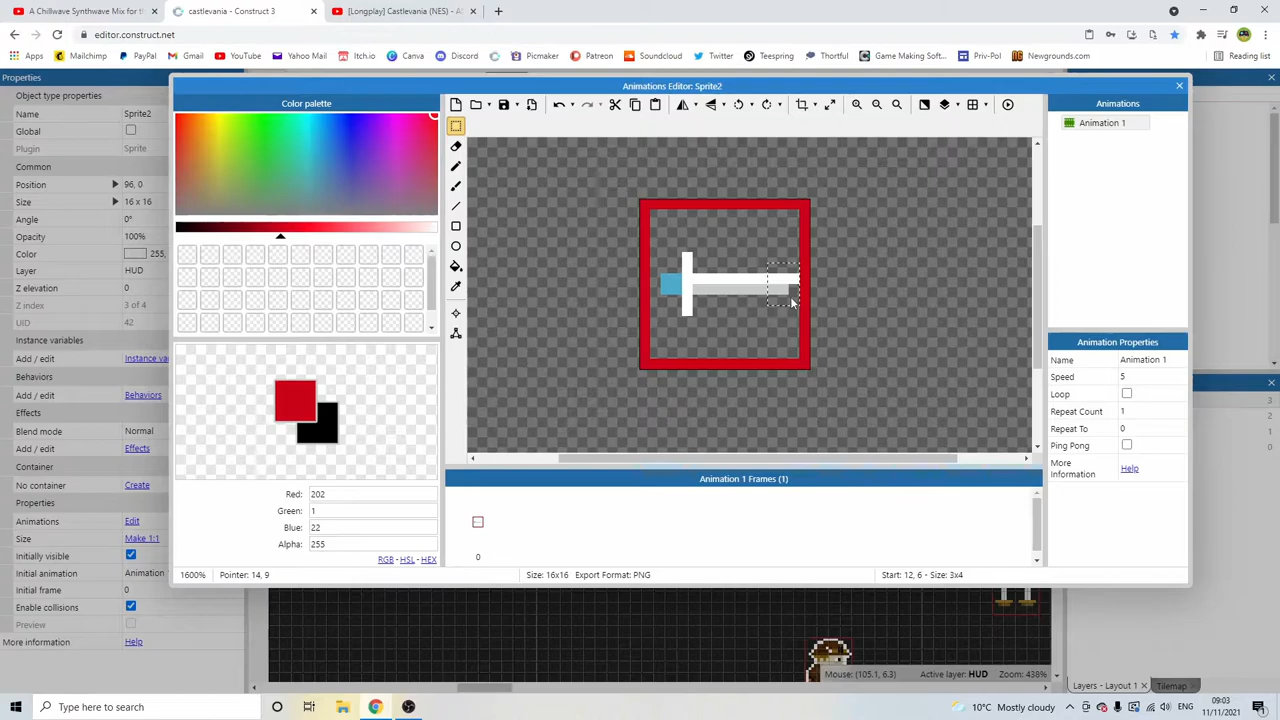 A Chillwave Synthwave Mix for th
castlevania - Construct 3
[Longplay] Castlevania (NES) - A
editor.construct.net
Apps
Mailchimp
PayPal
Gmail
YouTube
Yahoo Mail
Itch.io
Canva
Discord
Picmaker
Patreon
Soundcloud
Twitter
Teespring
Thortful
Game Making Softw...
Priv-Pol
Newgrounds.com
Reading list
Properties
Object type properties
Name Sprite2
Global
Plugin Sprite
Common
Position 96, 0
Size 16 x 16
Angle 0°
Opacity 100%
Color 255,
Layer HUD
Z elevation 0
Z index 3 of 4
UID 42
Instance variables
Add / edit Instance va
Behaviors
Add / edit Behaviors
Effects
Blend mode Normal
Add / edit Effects
Container
No container Create
Properties
Animations Edit
Size Make 1:1
Initially visible
Initial animation Animation
Initial frame 0
Enable collisions
Preview
More information Help
Animations Editor: Sprite2
Color palette
Red: 202
Green: 1
Blue: 22
Alpha: 255
RGB - HSL - HEX
Animation 1 Frames (1)
0
1600% Pointer: 14, 9 Size: 16x16 Export Format: PNG Start: 12, 6 - Size: 3x4
Animations
Animation 1
Animation Properties
Name Animation 1
Speed 5
Loop
Repeat Count 1
Repeat To 0
Ping Pong
More Information Help
3
2
1
0
Mouse: (105.1, 6.3) Active layer: HUD Zoom: 438%
Layers - Layout 1
Tilemap
Type here to search
10°C Mostly cloudy
ENG
09:03
11/11/2021
1